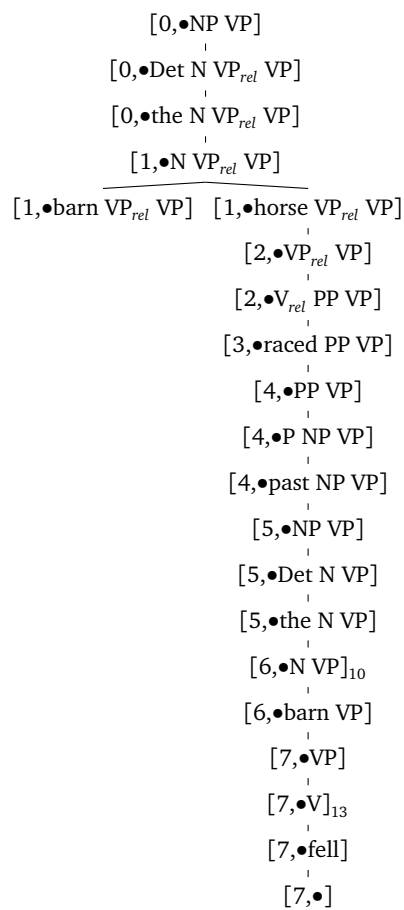 [0,•NP VP]
[0,•Det N VP_rel VP]
[0,•the N VP_rel VP]
[1,•N VP_rel VP]
[1,•barn VP_rel VP] [1,•horse VP_rel VP]
[2,•VP_rel VP]
[2,•V_rel PP VP]
[3,•raced PP VP]
[4,•PP VP]
[4,•P NP VP]
[4,•past NP VP]
[5,•NP VP]
[5,•Det N VP]
[5,•the N VP]
[6,•N VP]_10
[6,•barn VP]
[7,•VP]
[7,•V]_13
[7,•fell]
[7,•]